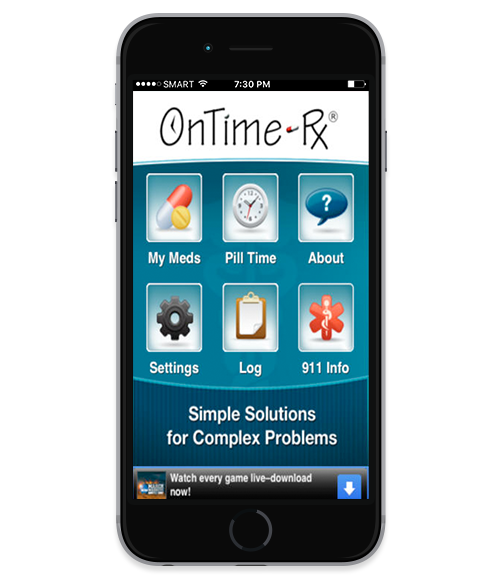 SMART 7:30 PM
OnTime-Rx®
My Meds Pill Time About
?
Settings Log 911 Info
Simple Solutions
for Complex Problems
Watch every game live–download
now!